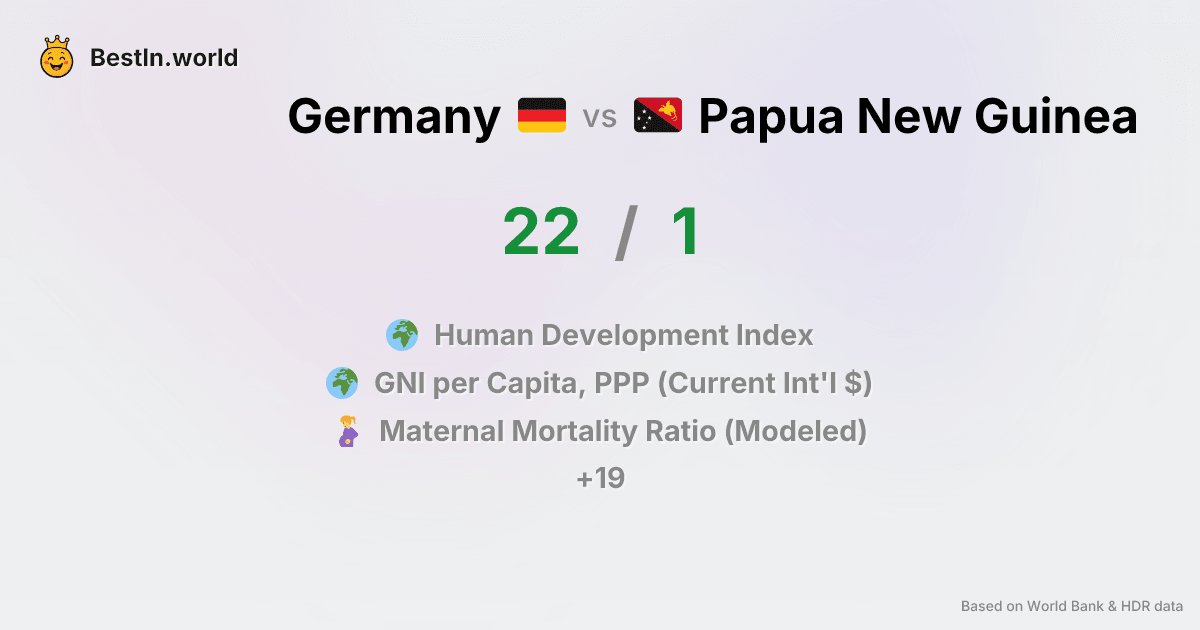 BestIn.world
Germany vs Papua New Guinea
22 / 1
Human Development Index
GNI per Capita, PPP (Current Int'l $)
Maternal Mortality Ratio (Modeled)
+19
Based on World Bank & HDR data